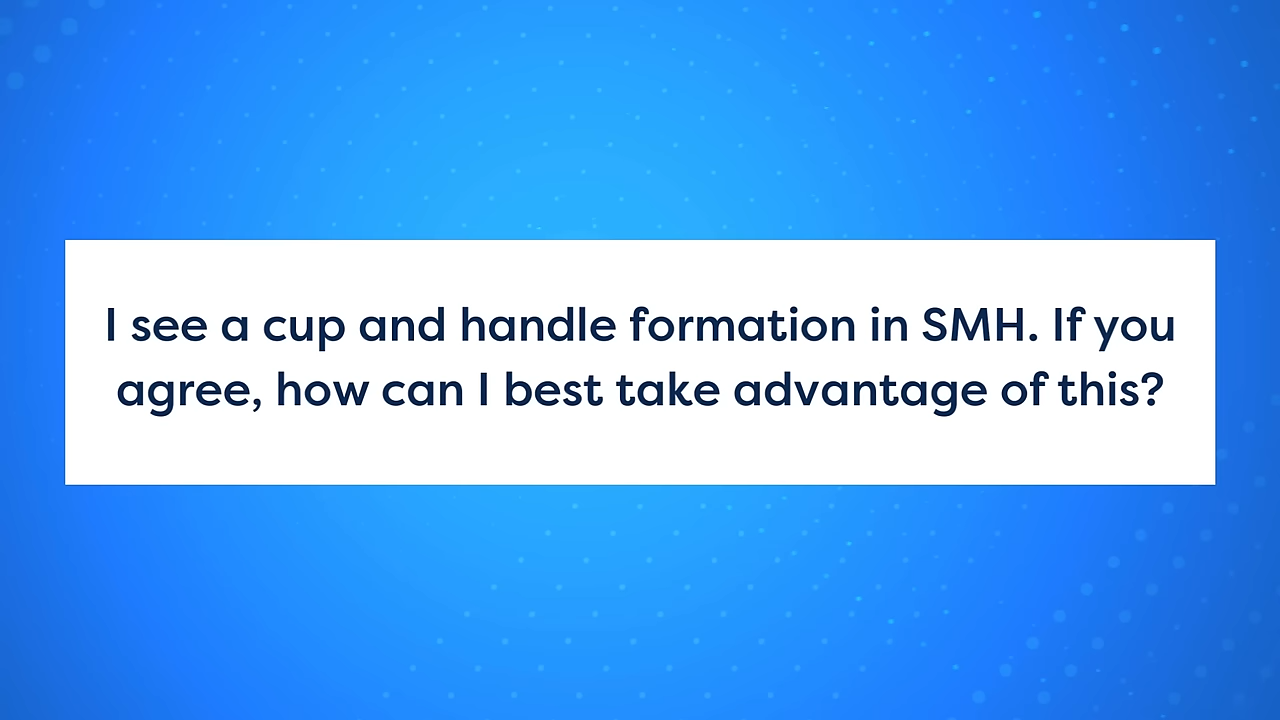 I see a cup and handle formation in SMH. If you
agree, how can I best take advantage of this?